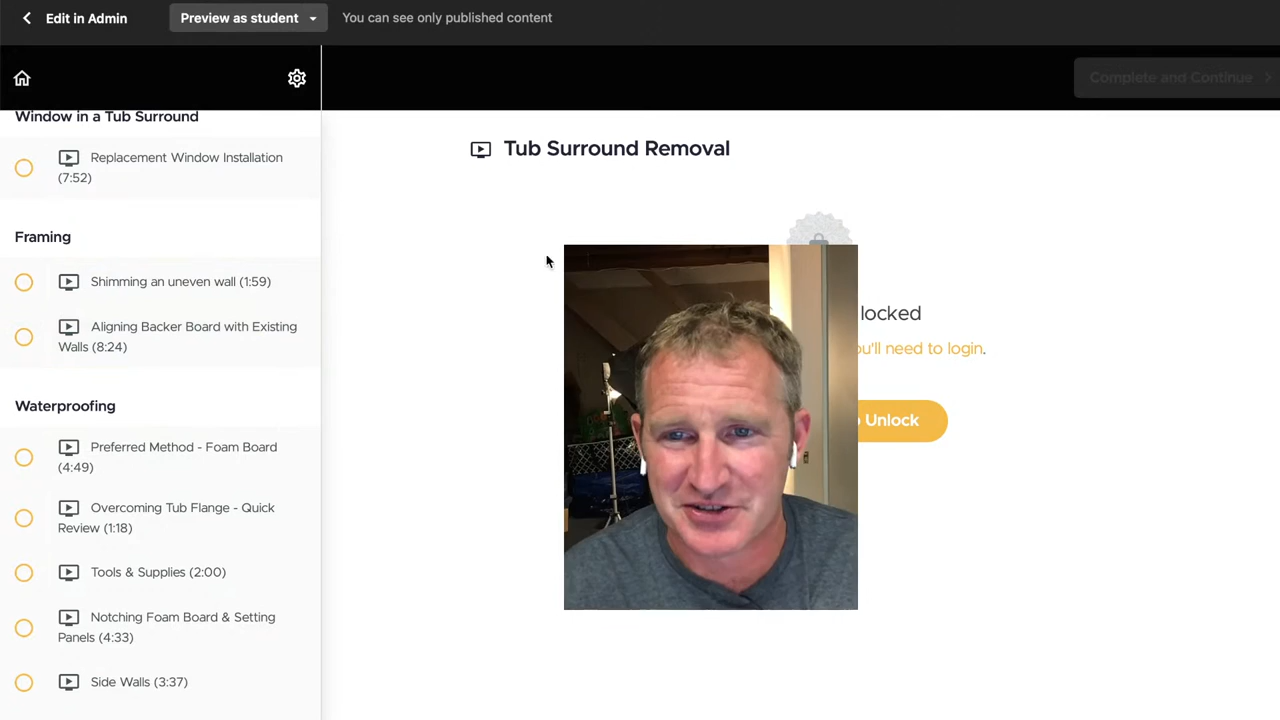 Edit in Admin
Preview as student
You can see only published content
Complete and Continue
Window in a Tub Surround
Replacement Window Installation
(7:52)
Framing
Shimming an uneven wall (1:59)
Aligning Backer Board with Existing
Walls (8:24)
Waterproofing
Preferred Method - Foam Board
(4:49)
Overcoming Tub Flange - Quick
Review (1:18)
Tools & Supplies (2:00)
Notching Foam Board & Setting
Panels (4:33)
Side Walls (3:37)
Tub Surround Removal
locked
need to login.
Unlock